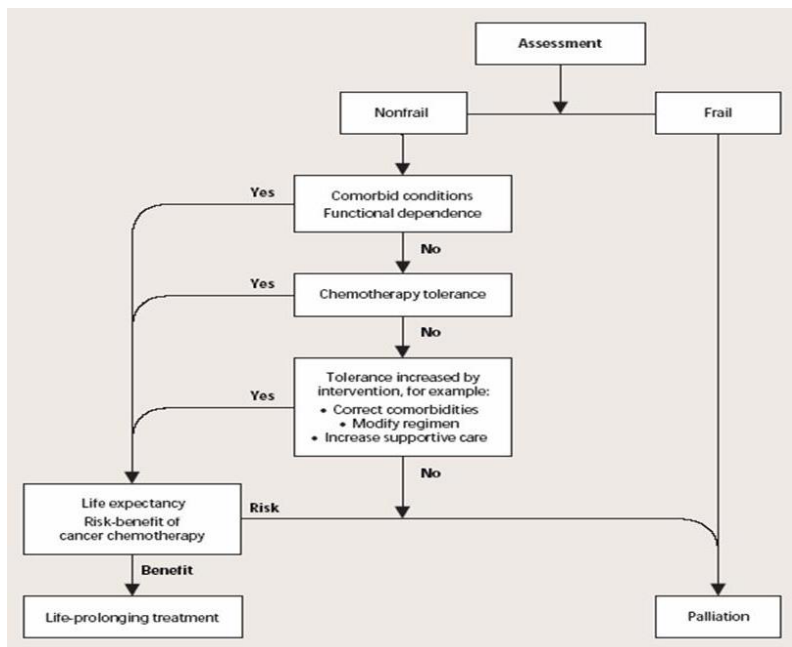 Assessment
Nonfrail
Frail
Yes
Comorbid conditions
Functional dependence
No
Yes
Chemotherapy tolerance
No
Tolerance increased by
intervention, for example:
Yes
• Correct comorbidities
• Modify regimen
• Increase supportive care
No
Life expectancy
Risk-benefit of
cancer chemotherapy
Risk
Benefit
Life-prolonging treatment
Palliation